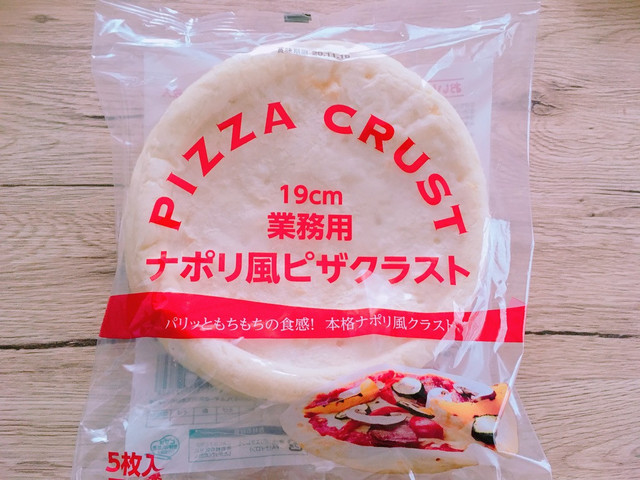 PIZZA CRUST
19cm
業務用
ナポリ風ピザクラスト
パリッともちもちの食感! 本格ナポリ風クラスト
5枚入